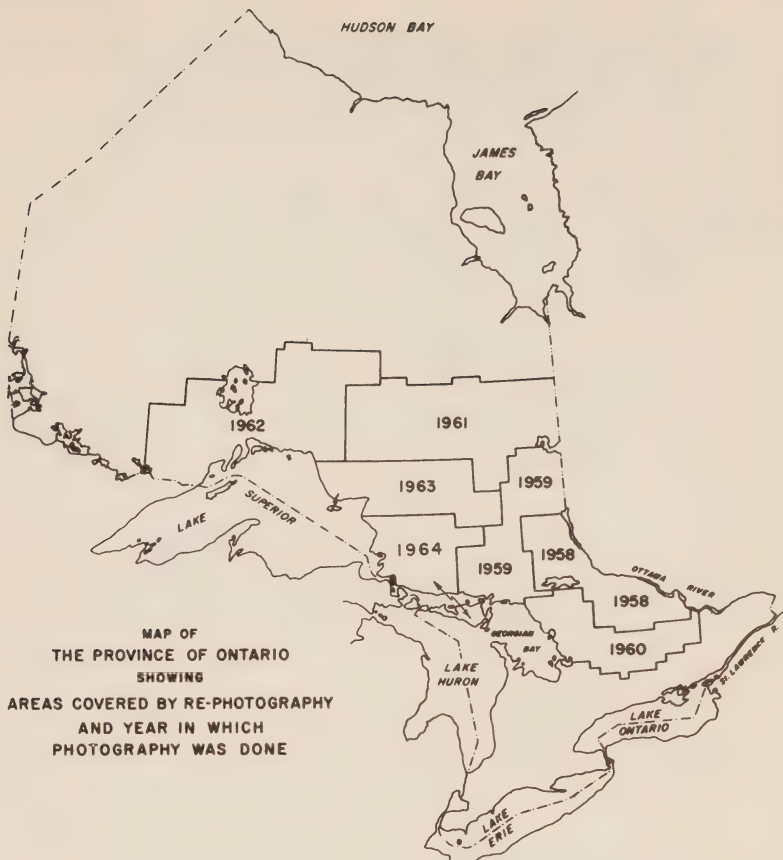 HUDSON BAY
JAMES
BAY
1962
1961
1963
1959
LAKE SUPERIOR
1964
1959
1958
OTTAWA RIVER
1958
GEORGIAN
BAY
1960
LAKE
HURON
ST. LAWRENCE R.
LAKE
ONTARIO
LAKE
ERIE
MAP OF
THE PROVINCE OF ONTARIO
SHOWING
AREAS COVERED BY RE-PHOTOGRAPHY
AND YEAR IN WHICH
PHOTOGRAPHY WAS DONE